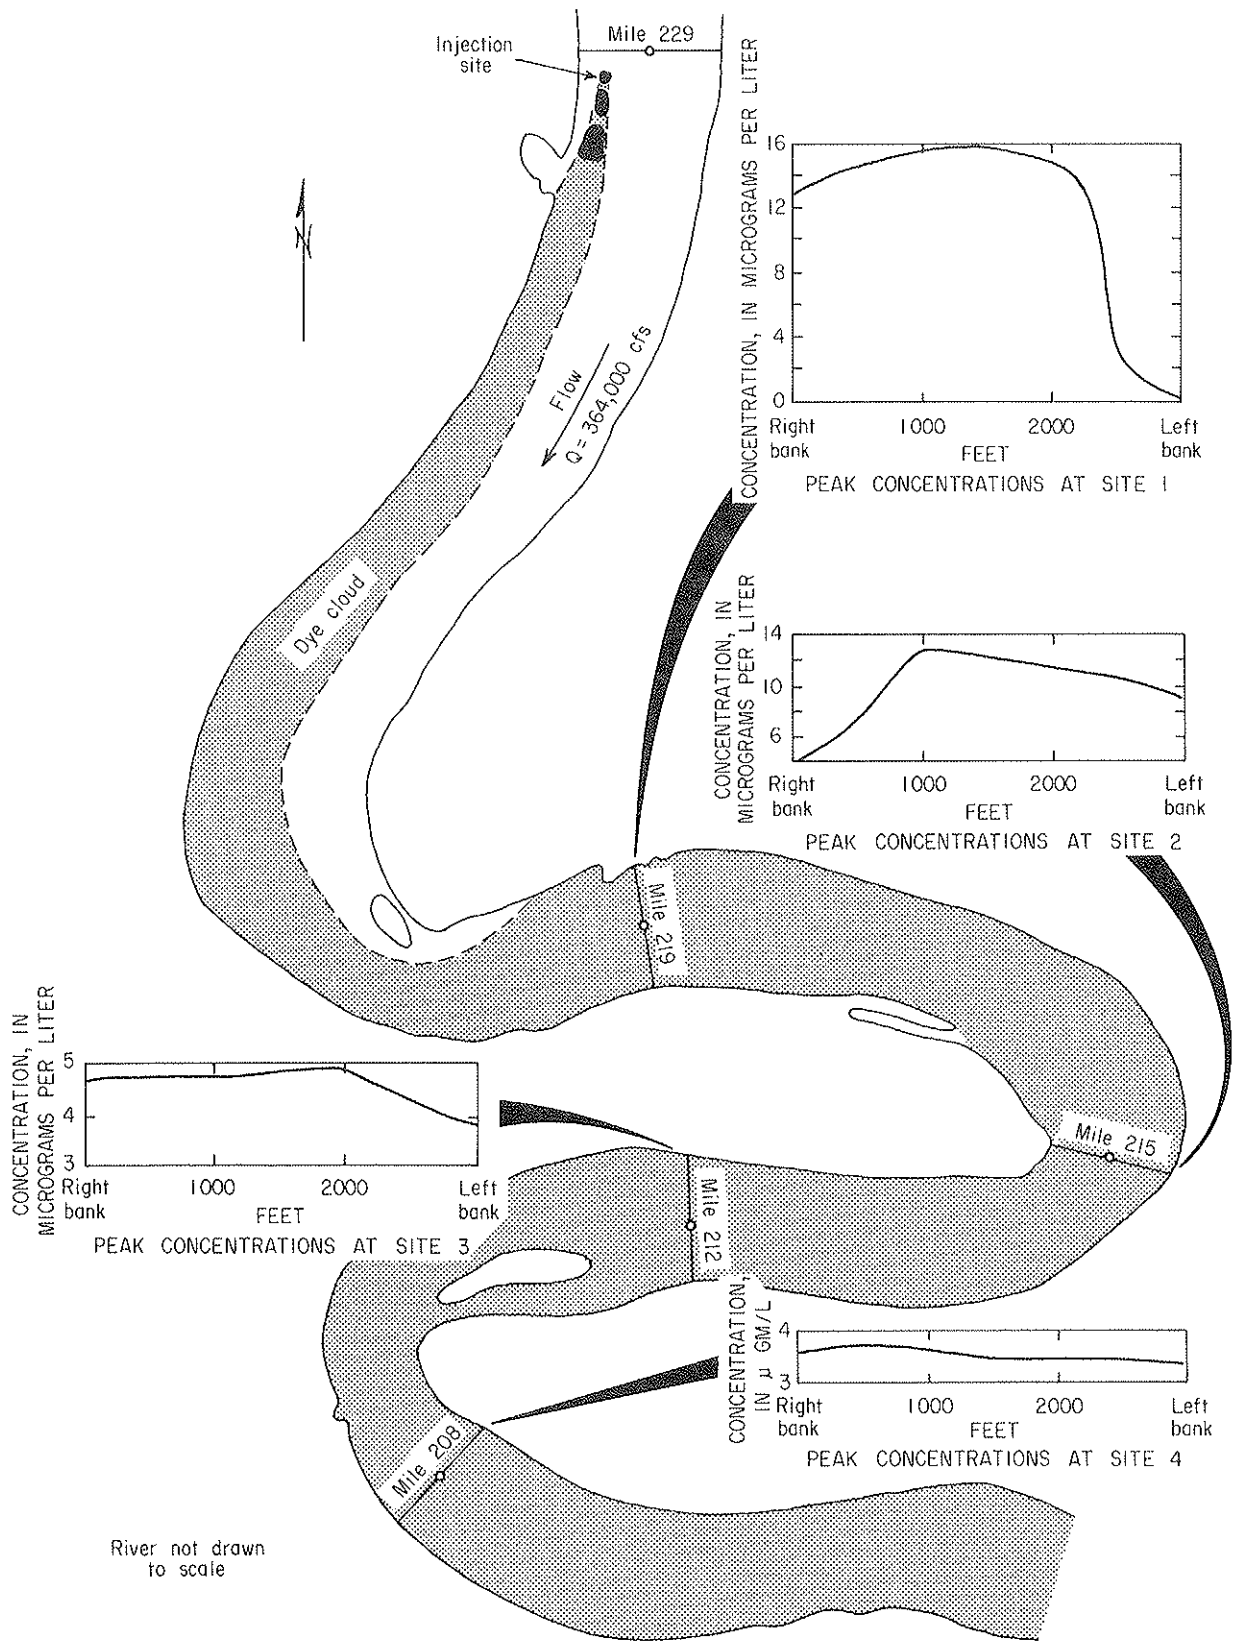 Mile 229
Injection
site
N
Flow
Q = 364,000 cfs
Dye cloud
CONCENTRATION, IN MICROGRAMS PER LITER
16
12
8
4
0
Right
bank
1000
2000
Left
bank
FEET
PEAK CONCENTRATIONS AT SITE 1
CONCENTRATION, IN
MICROGRAMS PER LITER
14
10
6
Right
bank
1000
2000
Left
bank
FEET
PEAK CONCENTRATIONS AT SITE 2
Mile 219
Mile 215
CONCENTRATION, IN
MICROGRAMS PER LITER
5
4
3
Right
bank
1000
2000
Left
bank
FEET
PEAK CONCENTRATIONS AT SITE 3
Mile 212
CONCENTRATION,
IN μ GM/L
4
3
Right
bank
1000
2000
Left
bank
FEET
PEAK CONCENTRATIONS AT SITE 4
Mile 208
River not drawn
to scale